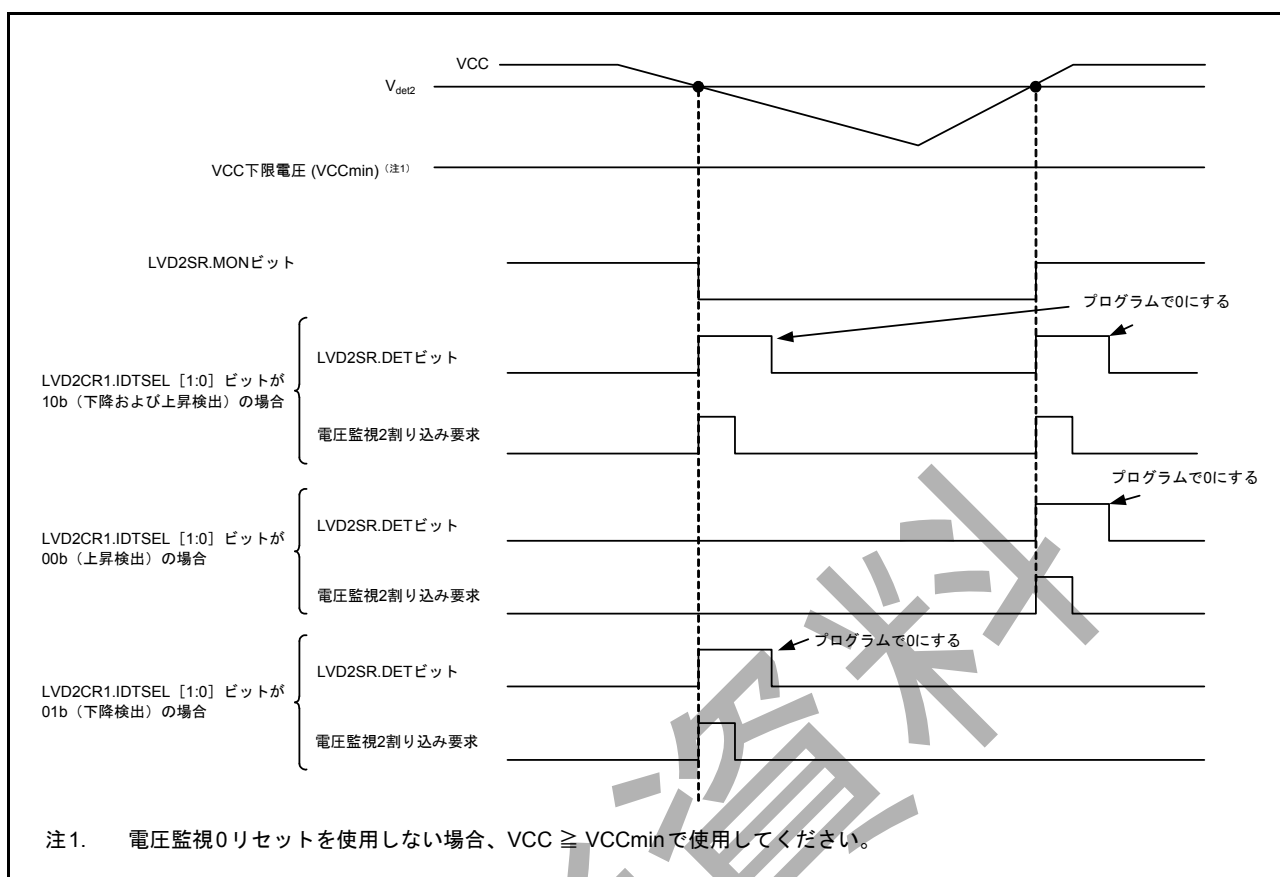 VCC
Vdet2
VCC下限電圧 (VCCmin)（注1）
LVD2SR.MONビット
プログラムで0にする
LVD2SR.DETビット
LVD2CR1.IDTSEL［1:0］ビットが
10b（下降および上昇検出）の場合
電圧監視2割り込み要求
プログラムで0にする
LVD2SR.DETビット
LVD2CR1.IDTSEL［1:0］ビットが
00b（上昇検出）の場合
電圧監視2割り込み要求
プログラムで0にする
LVD2SR.DETビット
LVD2CR1.IDTSEL［1:0］ビットが
01b（下降検出）の場合
電圧監視2割り込み要求
注1. 電圧監視0リセットを使用しない場合、VCC ≧ VCCminで使用してください。
資料